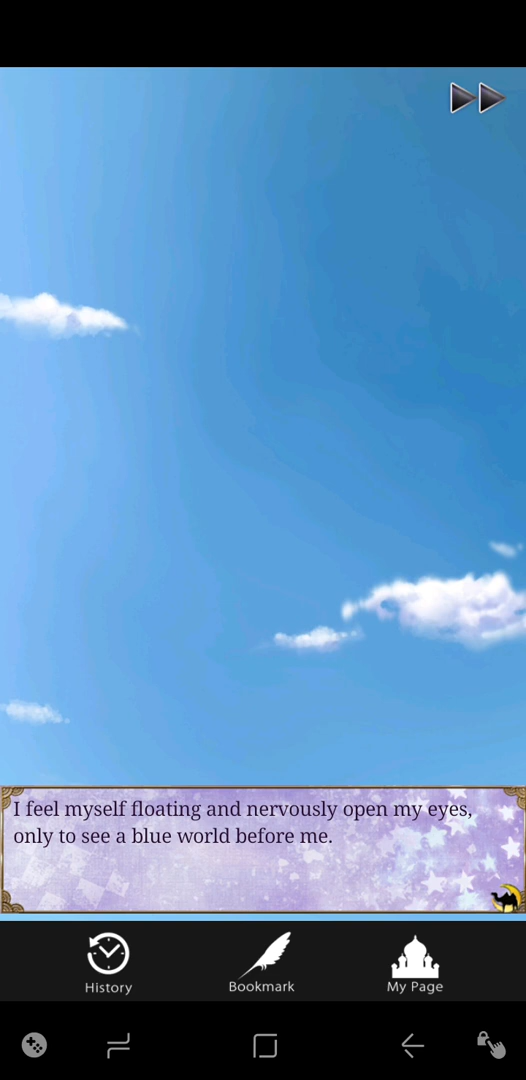 I feel myself floating and nervously open my eyes,
only to see a blue world before me.
History
Bookmark
My Page